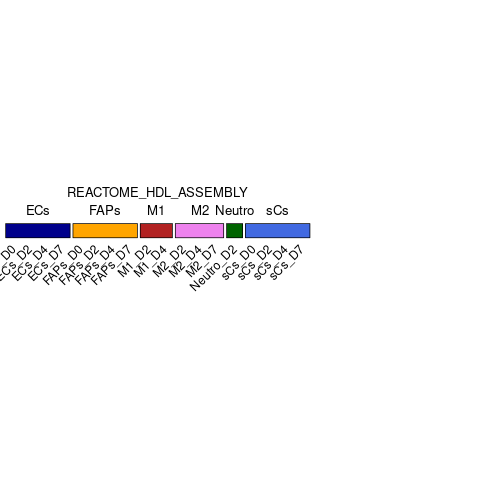 REACTOME_HDL_ASSEMBLY
ECs FAPs M1 M2 Neutro sCs
ECs_D0 ECs_D2 ECs_D4 ECs_D7 FAPs_D0 FAPs_D2 FAPs_D4 FAPs_D7 M1_D2 M1_D4 M2_D2 M2_D4 M2_D7 Neutro_D2 sCs_D0 sCs_D2 sCs_D4 sCs_D7